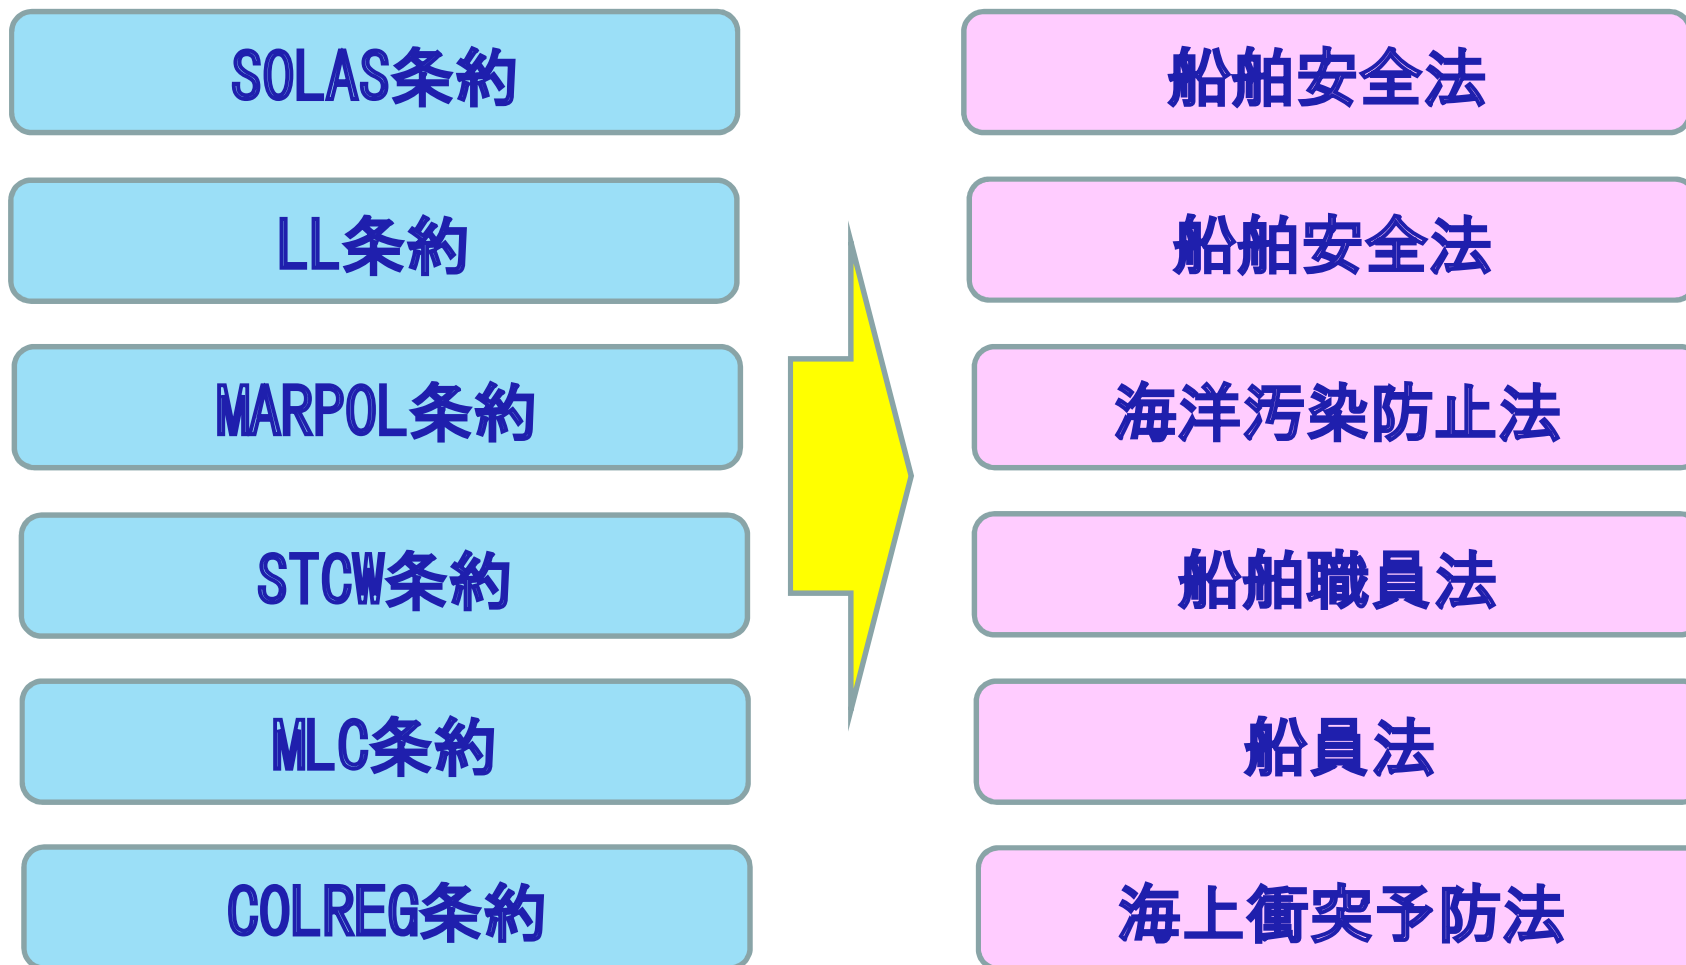 SOLAS条約
船舶安全法
LL条約
船舶安全法
MARPOL条約
海洋汚染防止法
STCW条約
船舶職員法
MLC条約
船員法
COLREG条約
海上衝突予防法